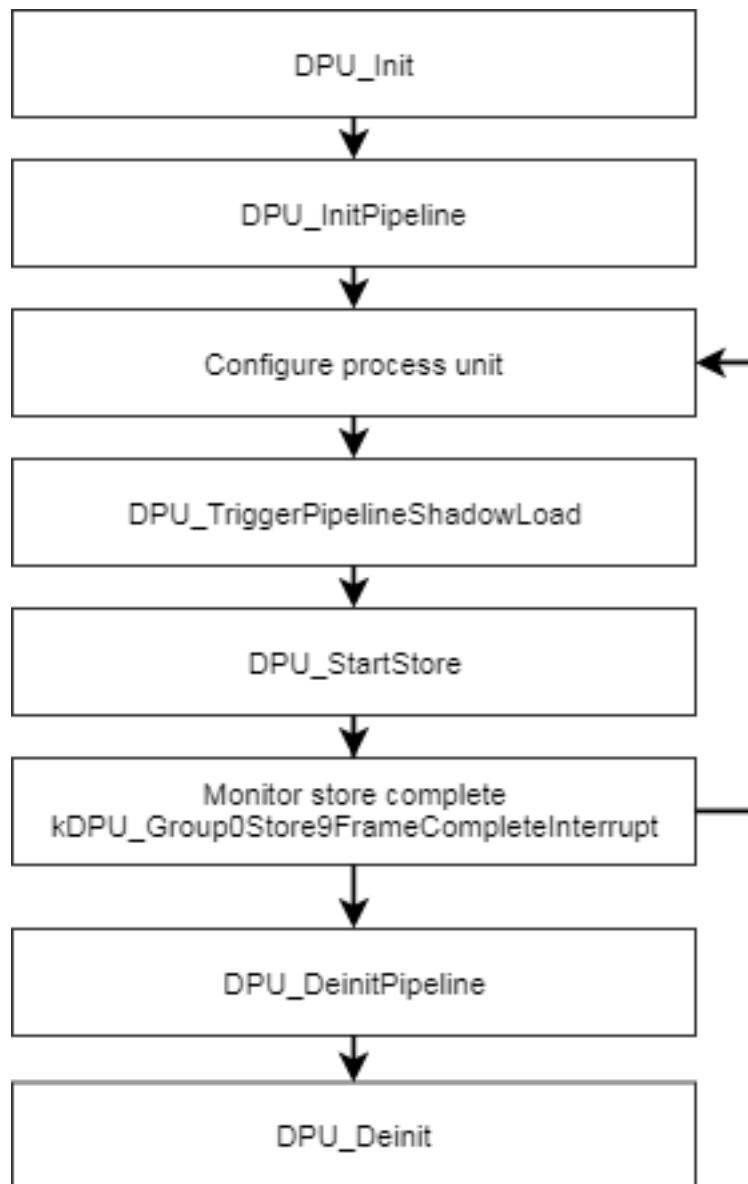 DPU_Init
DPU_InitPipeline
Configure process unit
DPU_TriggerPipelineShadowLoad
DPU_StartStore
Monitor store complete
kDPU_Group0Store9FrameCompleteInterrupt
DPU_DeinitPipeline
DPU_Deinit